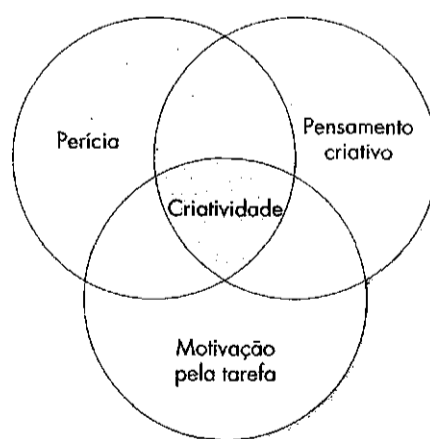 Perícia
Pensamento
criativo
Criatividade
Motivação
pela tarefa